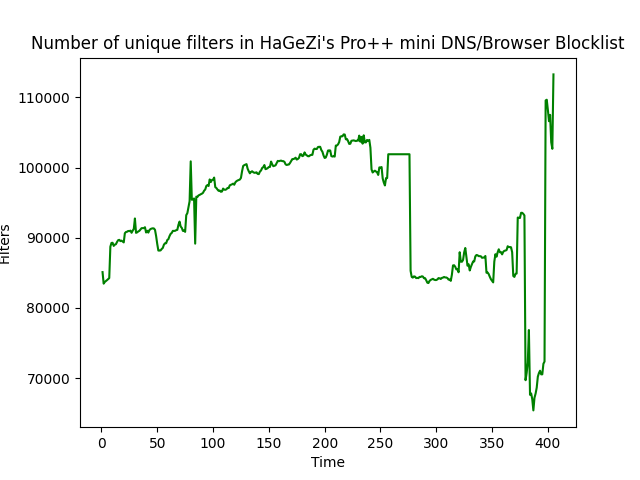 Number of unique filters in HaGeZi's Pro++ mini DNS/Browser Blocklist
110000
100000
90000
80000
70000
Filters
0 50 100 150 200 250 300 350 400
Time